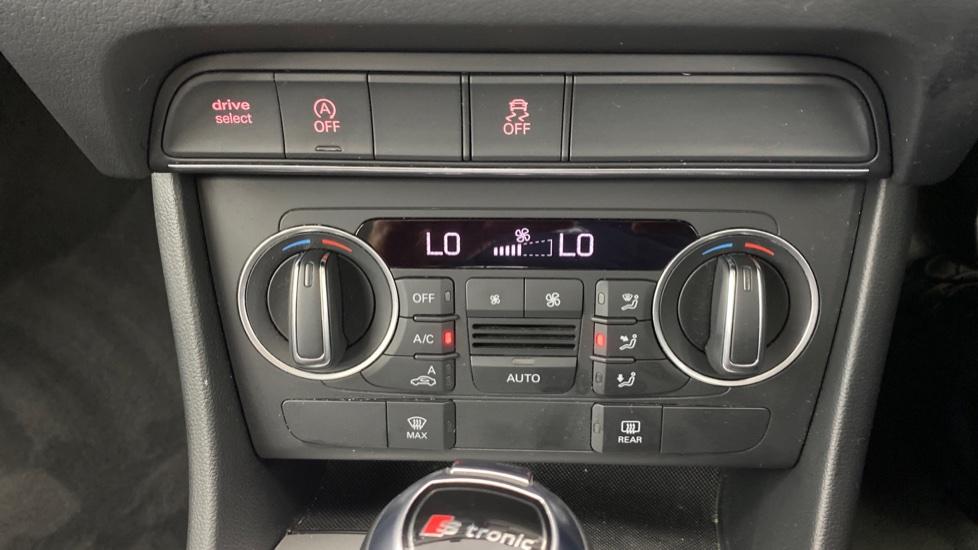 drive
select
A
OFF
OFF
LO
LO
OFF
A/C
A
AUTO
MAX
REAR
S tronic